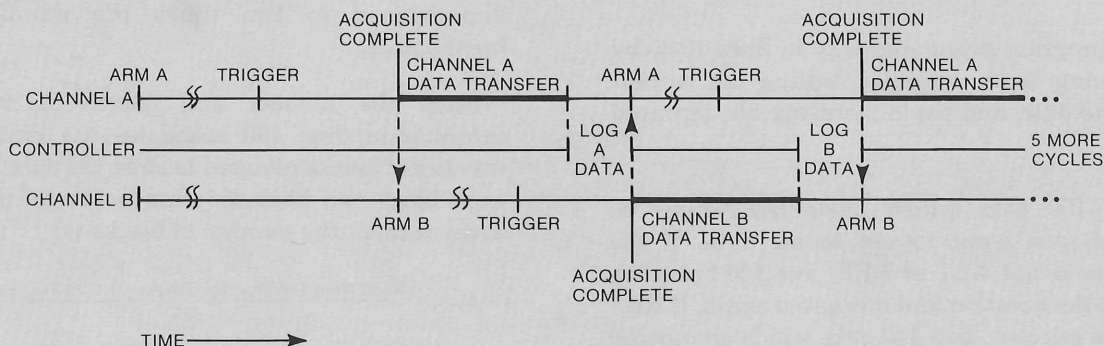 ACQUISITION
COMPLETE
ACQUISITION
COMPLETE
ARM A
TRIGGER
CHANNEL A
DATA TRANSFER
ARM A
TRIGGER
CHANNEL A
DATA TRANSFER
CHANNEL A
CONTROLLER
LOG
A
DATA
LOG
B
DATA
5 MORE
CYCLES
CHANNEL B
ARM B
TRIGGER
CHANNEL B
DATA TRANSFER
ARM B
ACQUISITION
COMPLETE
TIME